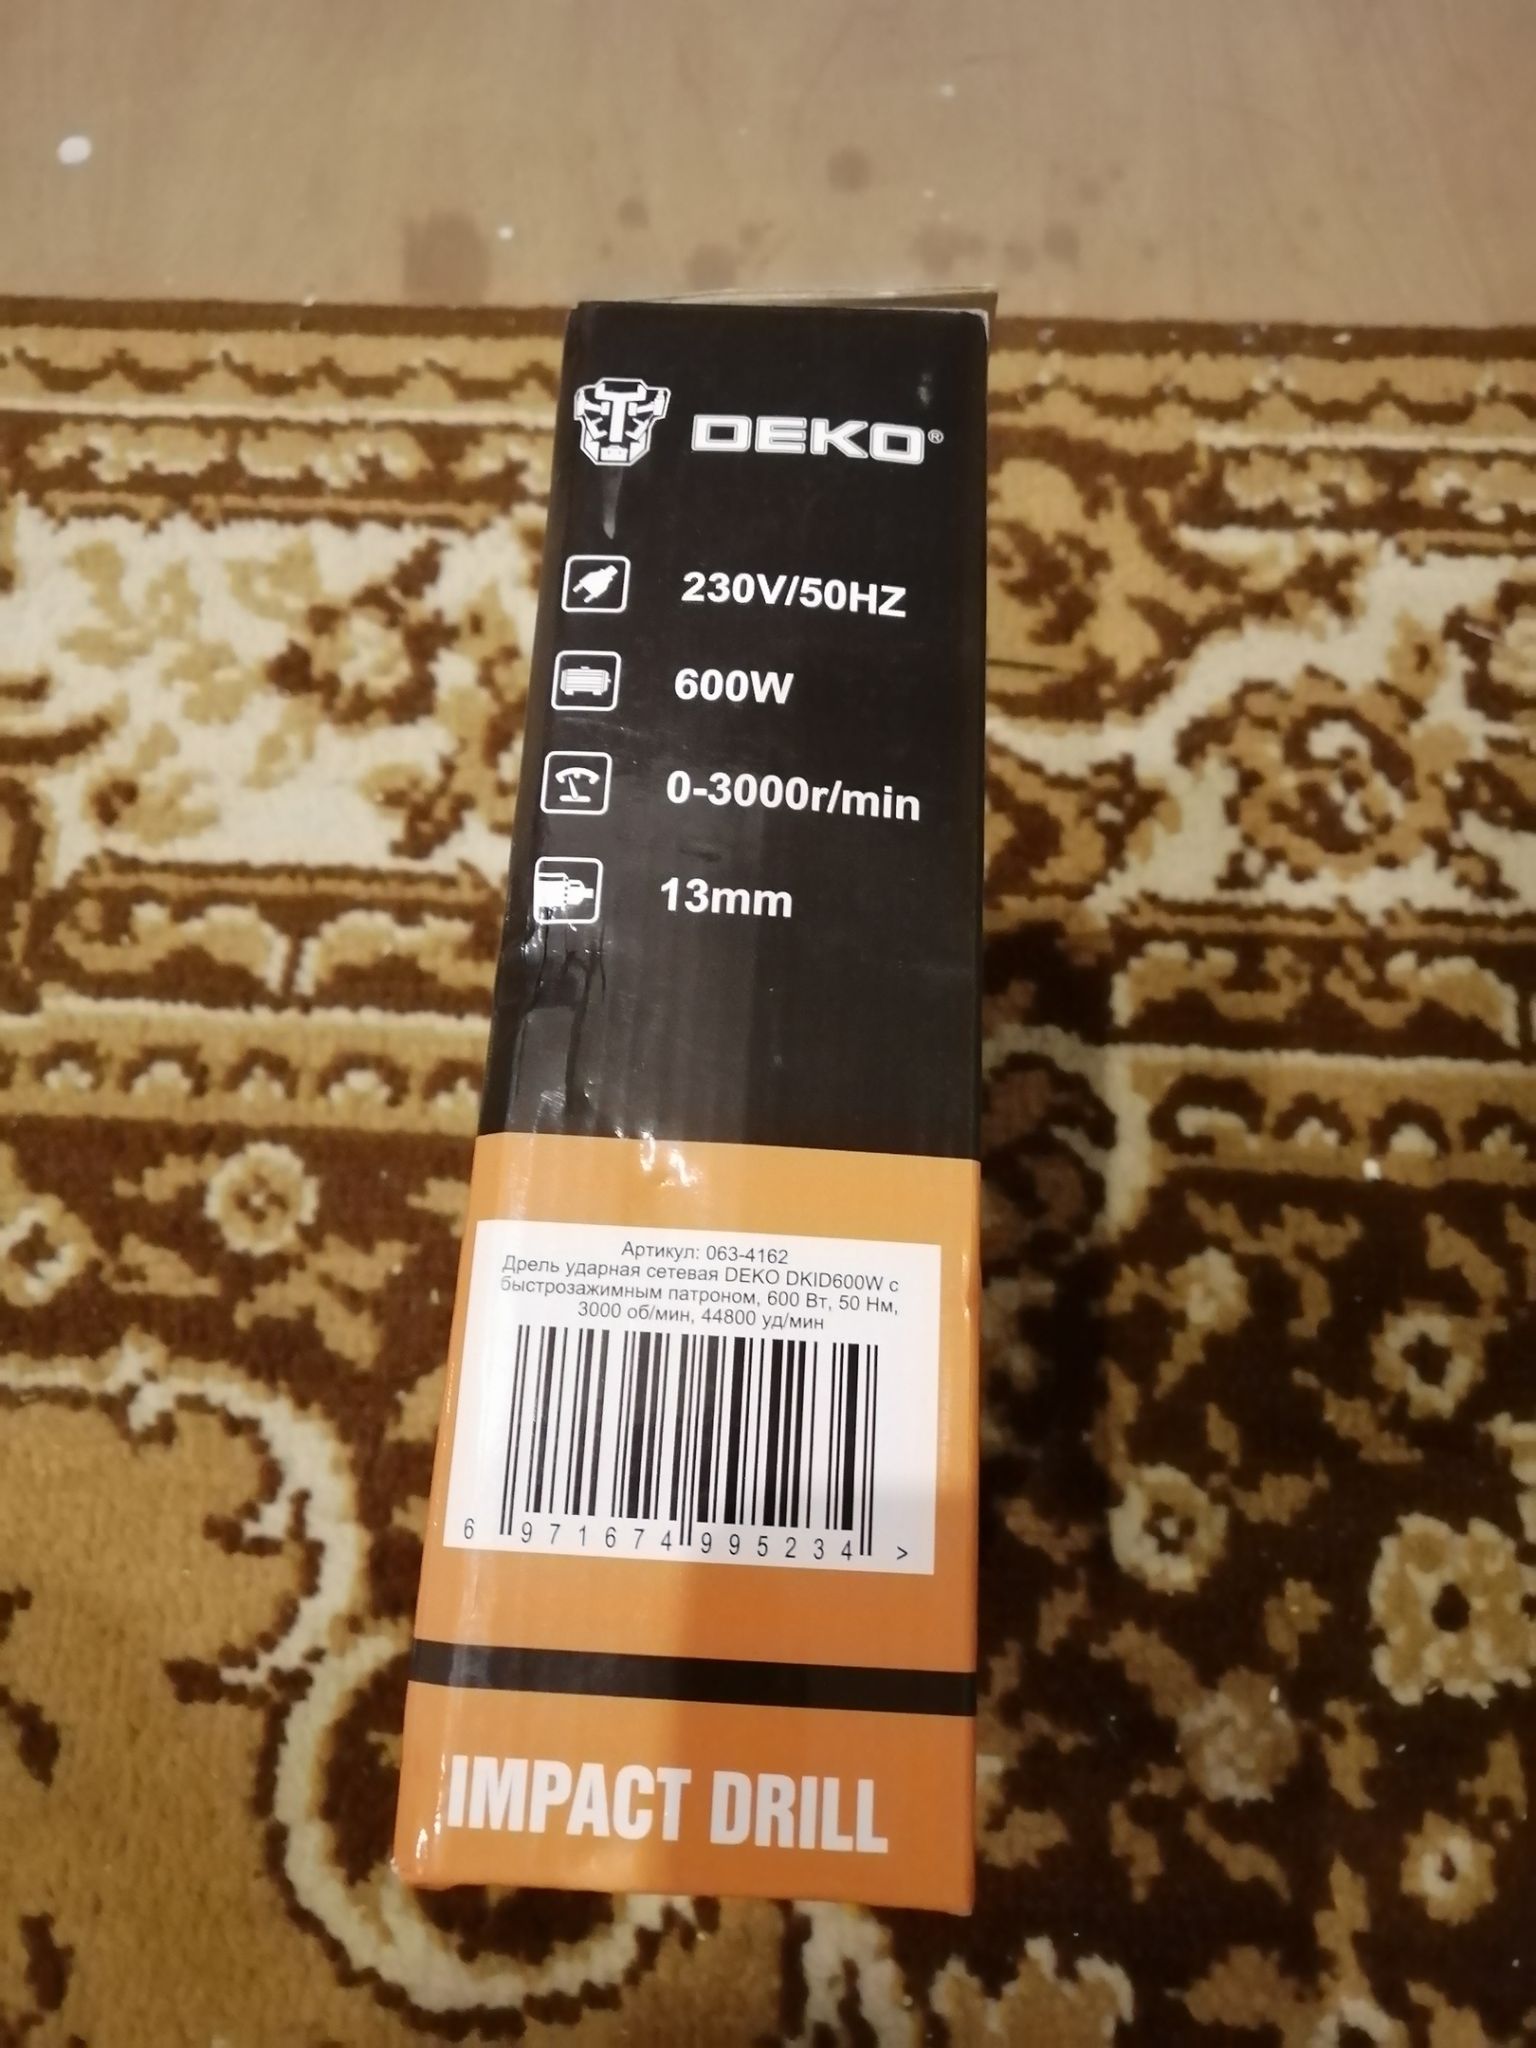 DEKO®
230V/50HZ
600W
0-3000r/min
13mm
Артикул: 063-4162
Дрель ударная сетевая DEKO DKID600W с
быстрозажимным патроном, 600 Вт, 50 Нм,
3000 об/мин, 44800 уд/мин
6 971674 995234 >
IMPACT DRILL